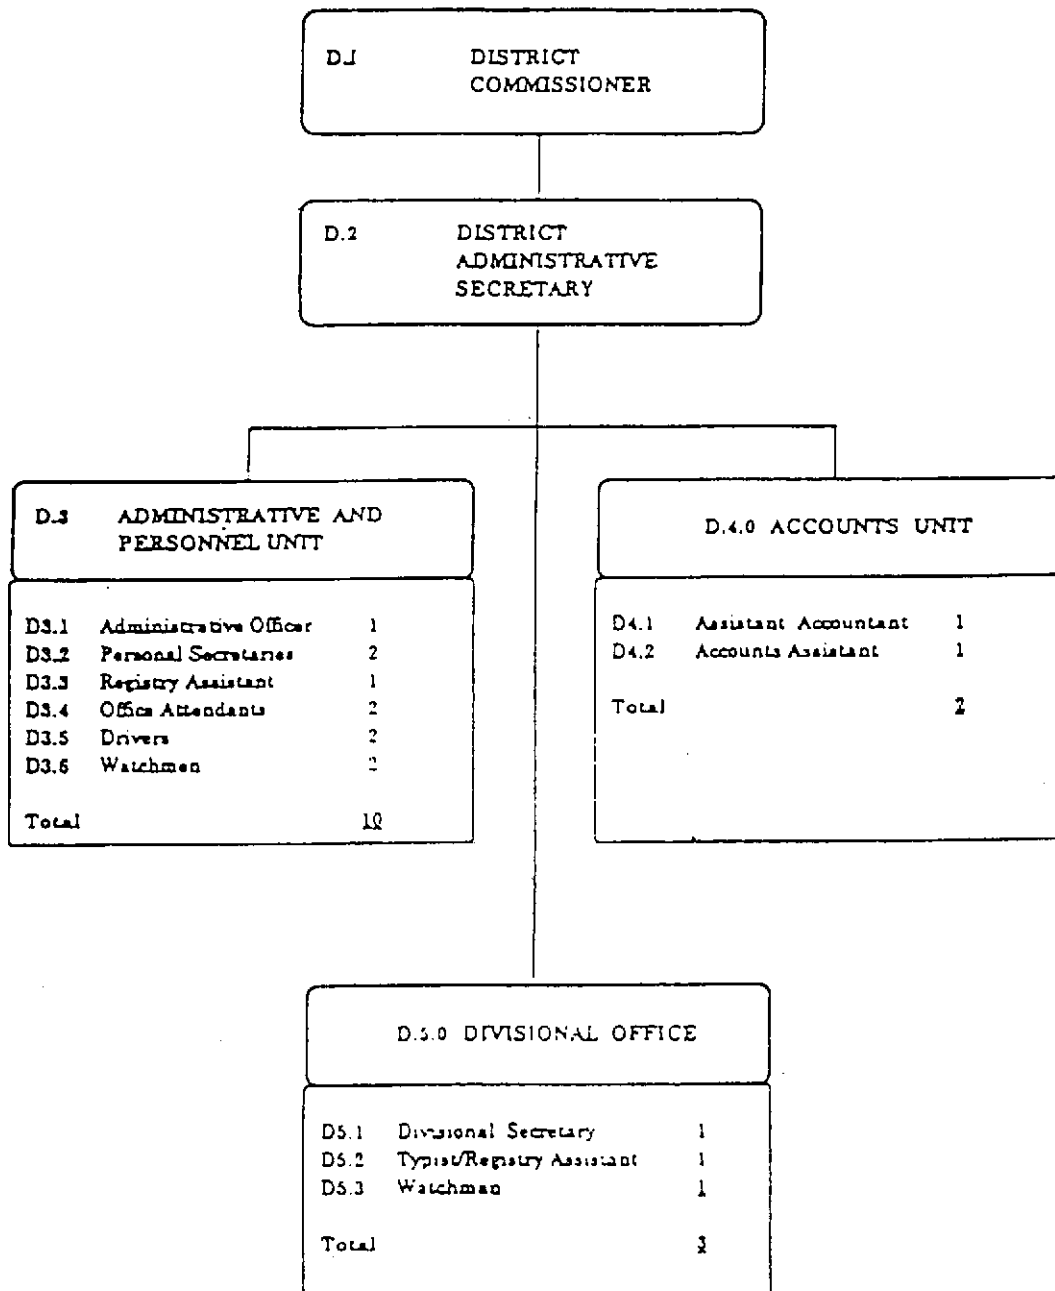 D.1 DISTRICT
COMMISSIONER
D.2 DISTRICT
ADMINISTRATIVE
SECRETARY
D.3 ADMINISTRATIVE AND
PERSONNEL UNIT
D3.1 Administrative Officer 1
D3.2 Personal Secretaries 2
D3.3 Registry Assistant 1
D3.4 Office Attendants 2
D3.5 Drivers 2
D3.6 Watchmen 2
Total 10
D.4.0 ACCOUNTS UNIT
D4.1 Assistant Accountant 1
D4.2 Accounts Assistant 1
Total 2
D.5.0 DIVISIONAL OFFICE
D5.1 Divisional Secretary 1
D5.2 Typist/Registry Assistant 1
D5.3 Watchman 1
Total 3